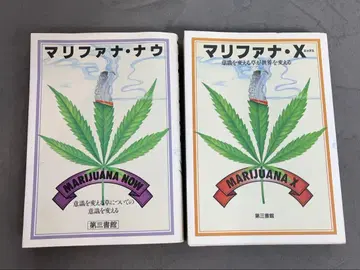 マリファナ・ナウ
MARIJUANA NOW
意識を変える草についての
意識を変える
第三書館
マリファナ・X
意識を変える草が世界を変える
MARIJUANA X
第三書館